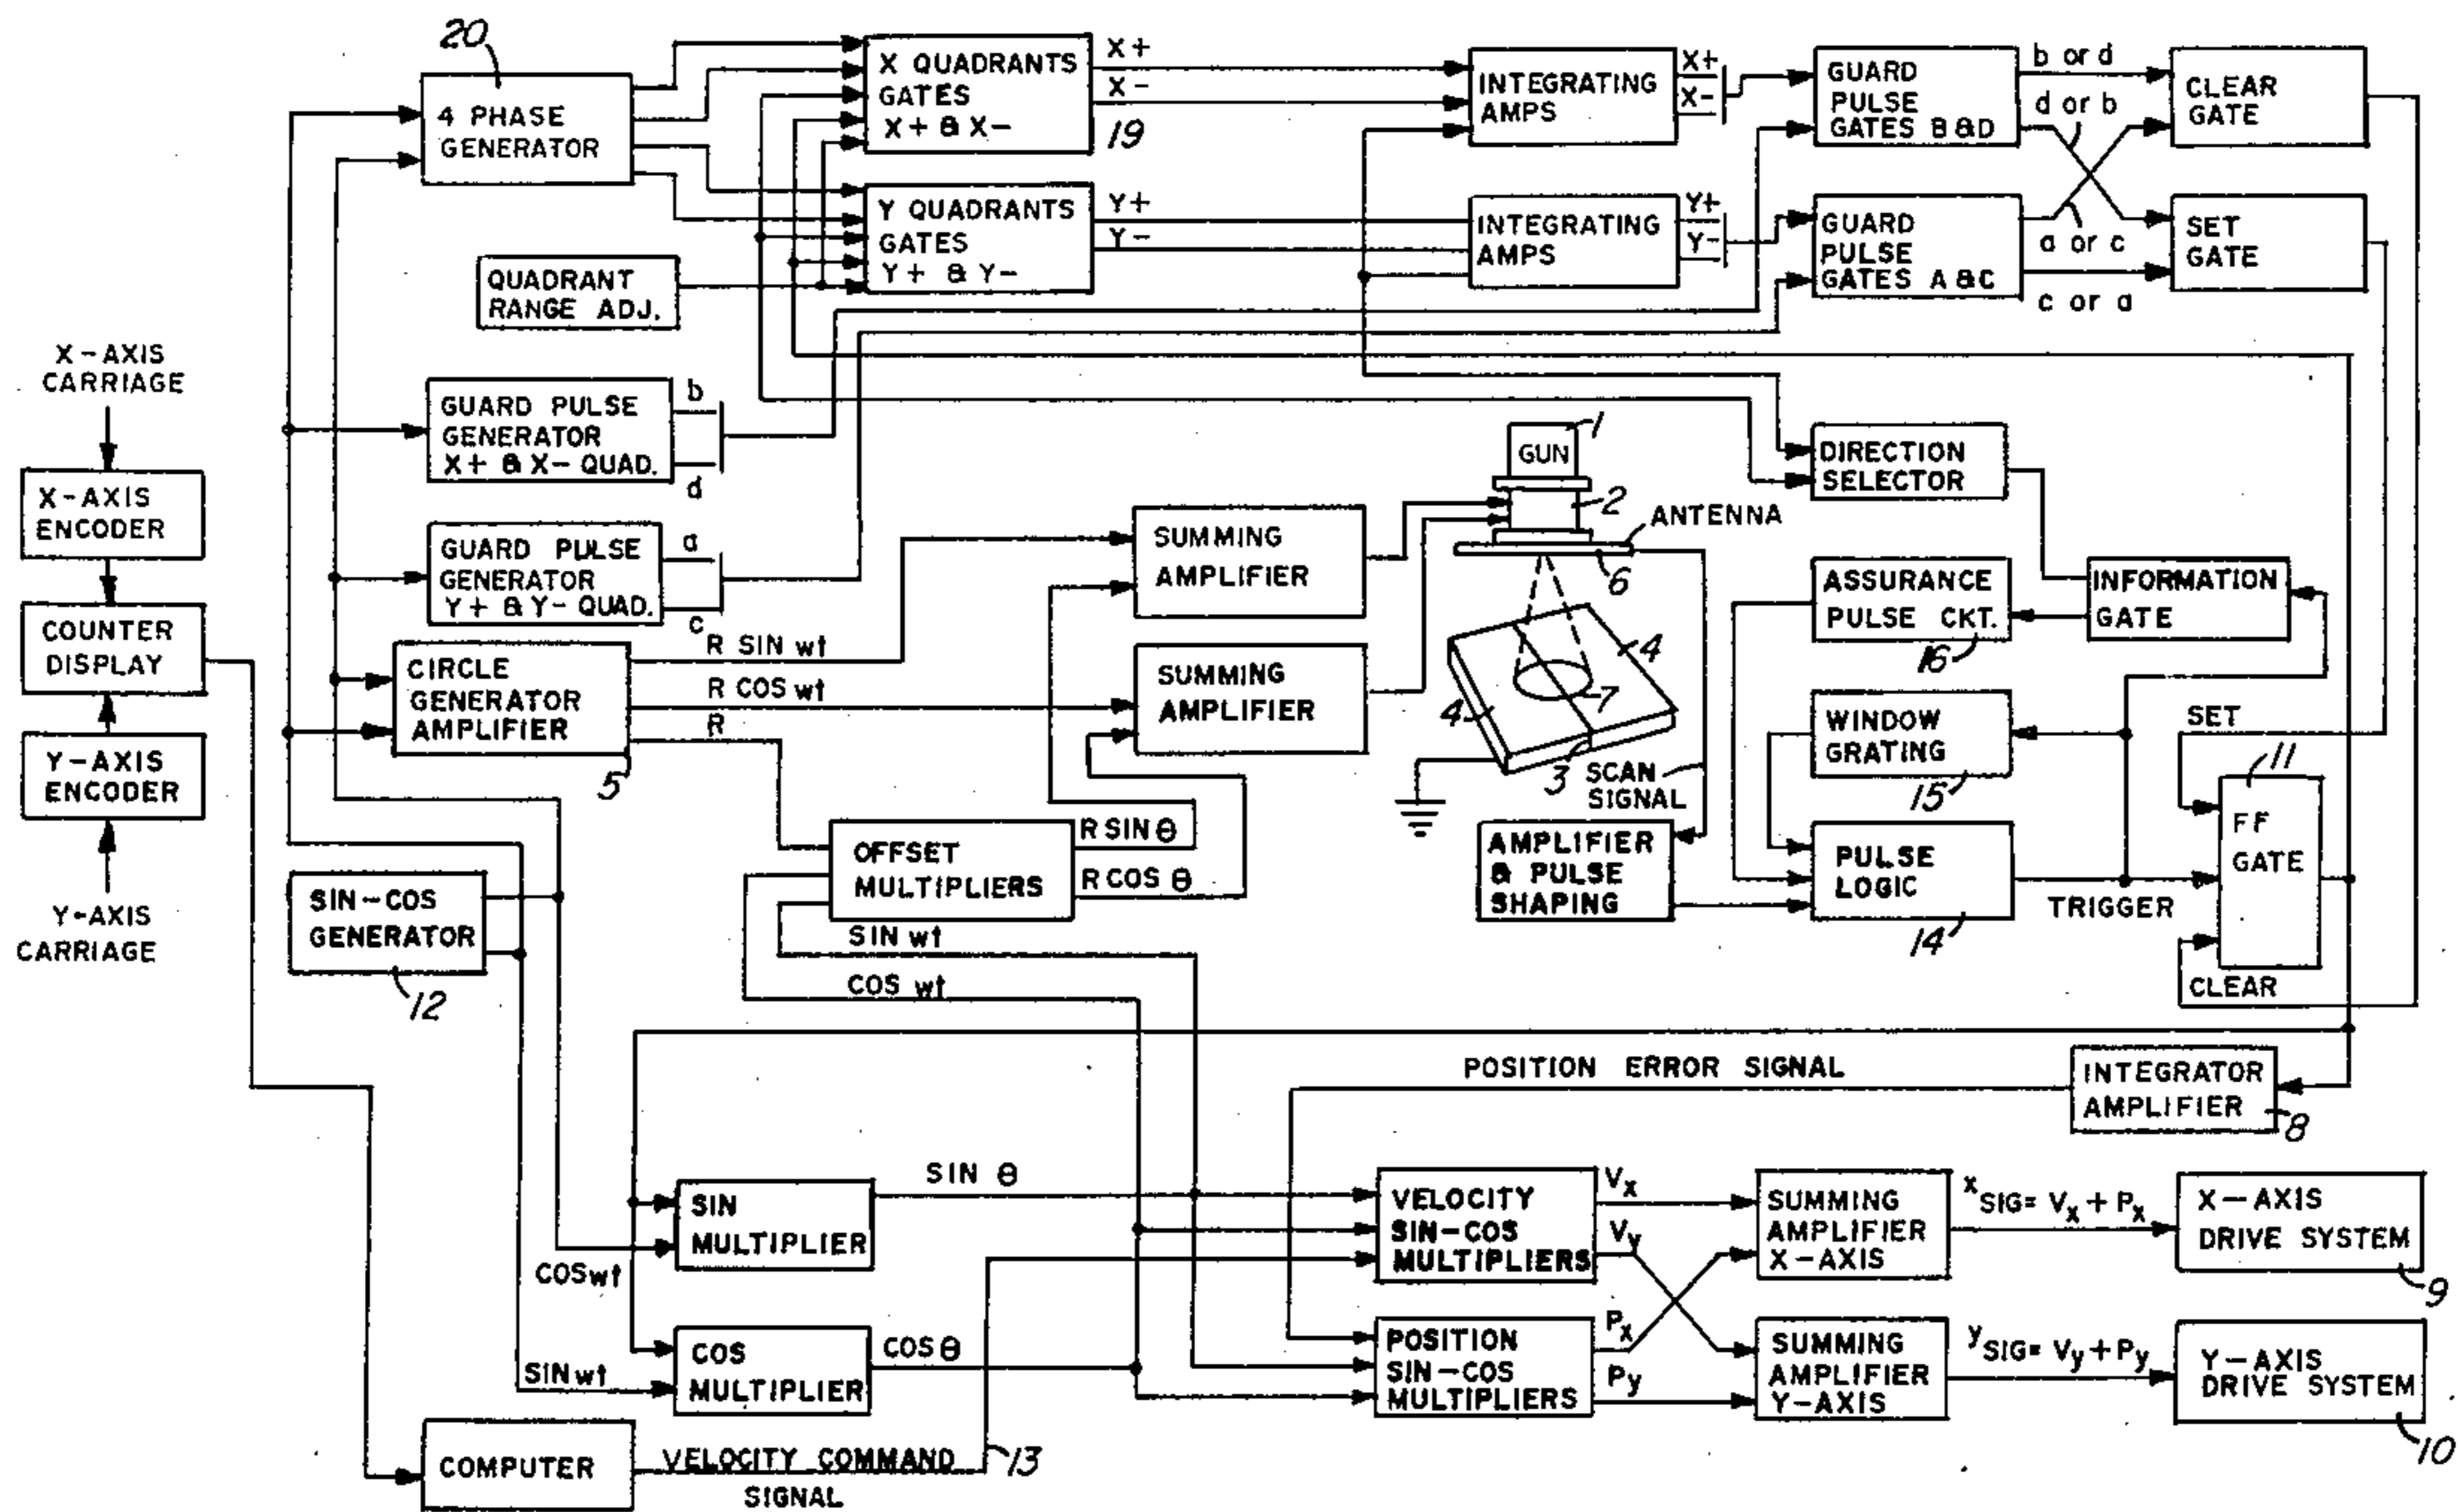 20
4 PHASE
GENERATOR
X QUADRANTS
GATES
X+ & X-
19
X+
X-
INTEGRATING
AMPS
X+
X-
GUARD
PULSE
GATES B&D
b or d
d or b
CLEAR
GATE
Y QUADRANTS
GATES
Y+ & Y-
Y+
Y-
INTEGRATING
AMPS
Y+
Y-
GUARD
PULSE
GATES A&C
a or c
c or a
SET
GATE
QUADRANT
RANGE ADJ.
X-AXIS
CARRIAGE
X-AXIS
ENCODER
COUNTER
DISPLAY
Y-AXIS
ENCODER
Y-AXIS
CARRIAGE
GUARD PULSE
GENERATOR
X+ & X- QUAD.
b
d
GUARD PULSE
GENERATOR
Y+ & Y- QUAD.
a
c
CIRCLE
GENERATOR
AMPLIFIER
5
R SIN wt
R COS wt
R
SUMMING
AMPLIFIER
SUMMING
AMPLIFIER
GUN
1
2
ANTENNA
6
4
4
7
3
SCAN
SIGNAL
DIRECTION
SELECTOR
ASSURANCE
PULSE CKT.
16
INFORMATION
GATE
WINDOW
GRATING
15
SET
11
FF
GATE
AMPLIFIER
& PULSE
SHAPING
PULSE
LOGIC
14
TRIGGER
CLEAR
SIN-COS
GENERATOR
12
OFFSET
MULTIPLIERS
R SIN θ
R COS θ
SIN wt
COS wt
POSITION ERROR SIGNAL
INTEGRATOR
AMPLIFIER
8
SIN
MULTIPLIER
SIN θ
COS wt
COS
MULTIPLIER
COS θ
SIN wt
VELOCITY
SIN-COS
MULTIPLIERS
Vx
Vy
POSITION
SIN-COS
MULTIPLIERS
Px
Py
SUMMING
AMPLIFIER
X-AXIS
xSIG= Vx + Px
X-AXIS
DRIVE SYSTEM
9
SUMMING
AMPLIFIER
Y-AXIS
ySIG= Vy + Py
Y-AXIS
DRIVE SYSTEM
10
COMPUTER
VELOCITY COMMAND
SIGNAL
13